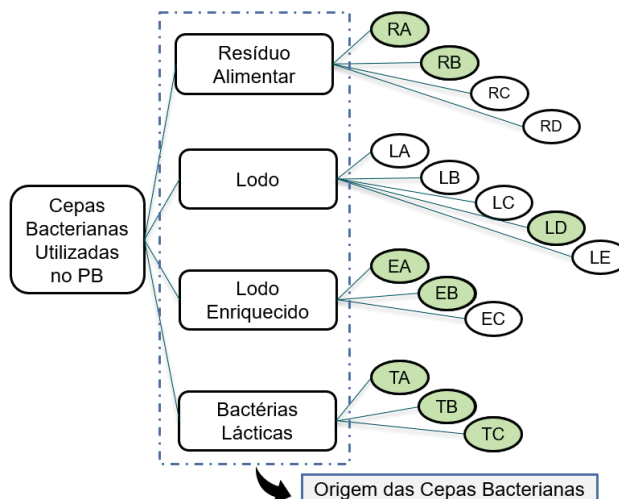 Cepas
Bacterianas
Utilizadas
no PB
Resíduo
Alimentar
RA
RB
RC
RD
Lodo
LA
LB
LC
LD
LE
Lodo
Enriquecido
EA
EB
EC
Bactérias
Lácticas
TA
TB
TC
Origem das Cepas Bacterianas